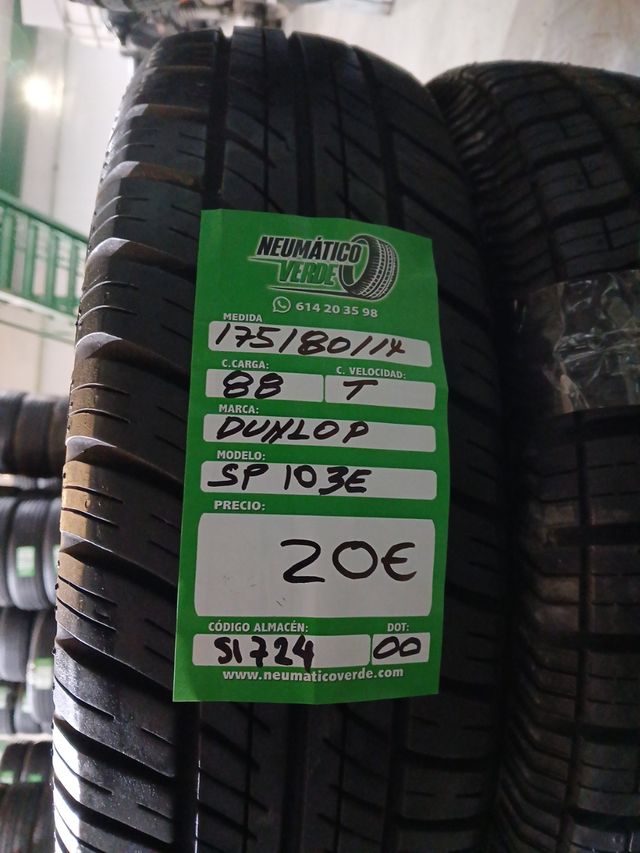 NEUMÁTICO
VERDE
614 20 35 98
MEDIDA
175/80/14
C.CARGA: C. VELOCIDAD:
88 T
MARCA:
DUNLOP
MODELO:
SP 103E
PRECIO:
20€
CÓDIGO ALMACÉN: DOT:
S1724 00
www.neumaticoverde.com